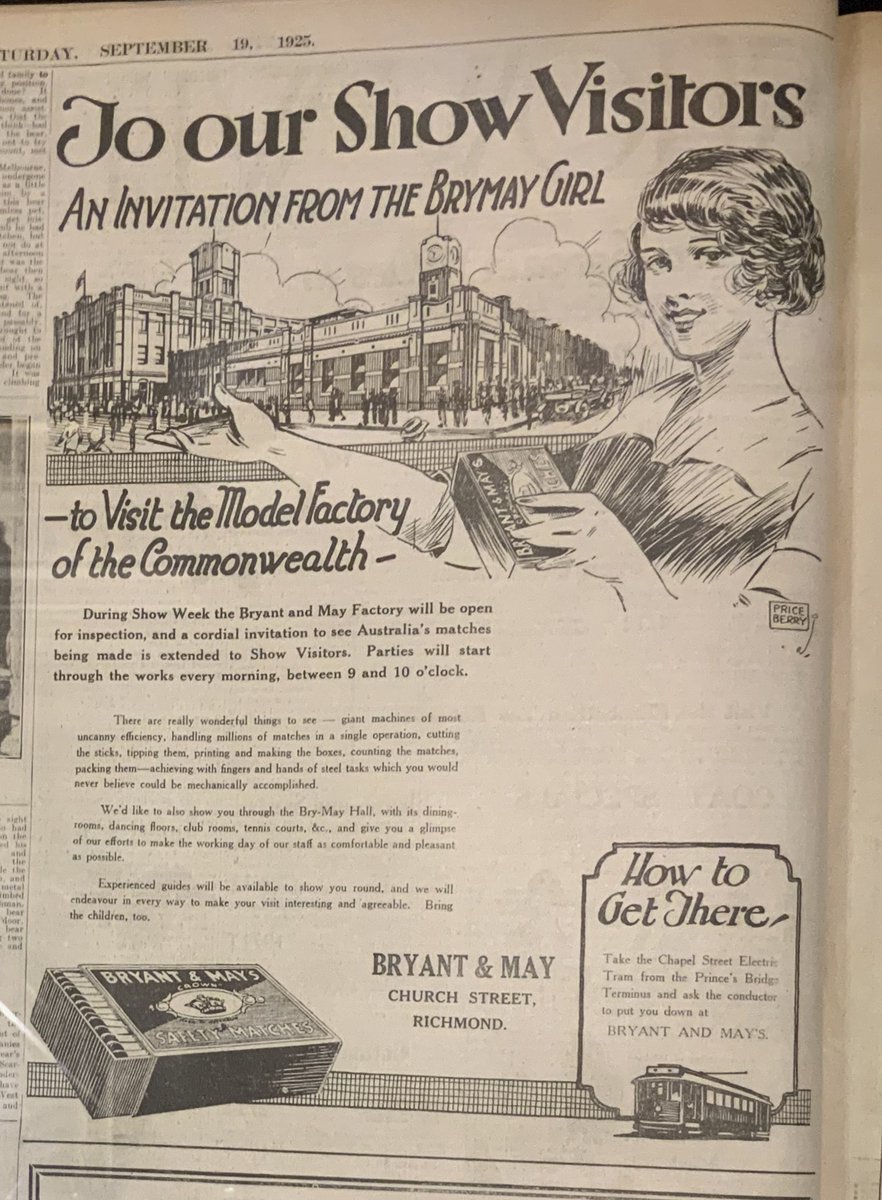 TURDAY. SEPTEMBER 19, 1925.
To our Show Visitors
AN INVITATION FROM THE BRYMAY GIRL
BRYANT & MAY'S
—to Visit the Model Factory
of the Commonwealth—
PRICE
BERRY
During Show Week the Bryant and May Factory will be open
for inspection, and a cordial invitation to see Australia's matches
being made is extended to Show Visitors. Parties will start
through the works every morning, between 9 and 10 o'clock.
There are really wonderful things to see — giant machines of most
uncanny efficiency, handling millions of matches in a single operation, cutting
the sticks, tipping them, printing and making the boxes, counting the matches,
packing them—achieving with fingers and hands of steel tasks which you would
never believe could be mechanically accomplished.
We'd like to also show you through the Bry-May Hall, with its dining-
rooms, dancing floors, club rooms, tennis courts, &c., and give you a glimpse
of our efforts to make the working day of our staff as comfortable and pleasant
as possible.
Experienced guides will be available to show you round, and we will
endeavour in every way to make your visit interesting and agreeable. Bring
the children, too.
BRYANT & MAY'S
CROWN
SAFETY MATCHES
BRYANT & MAY
CHURCH STREET,
RICHMOND.
How to
Get There
Take the Chapel Street Electric
Tram from the Prince's Bridge
Terminus and ask the conductor
to put you down at
BRYANT AND MAY'S.